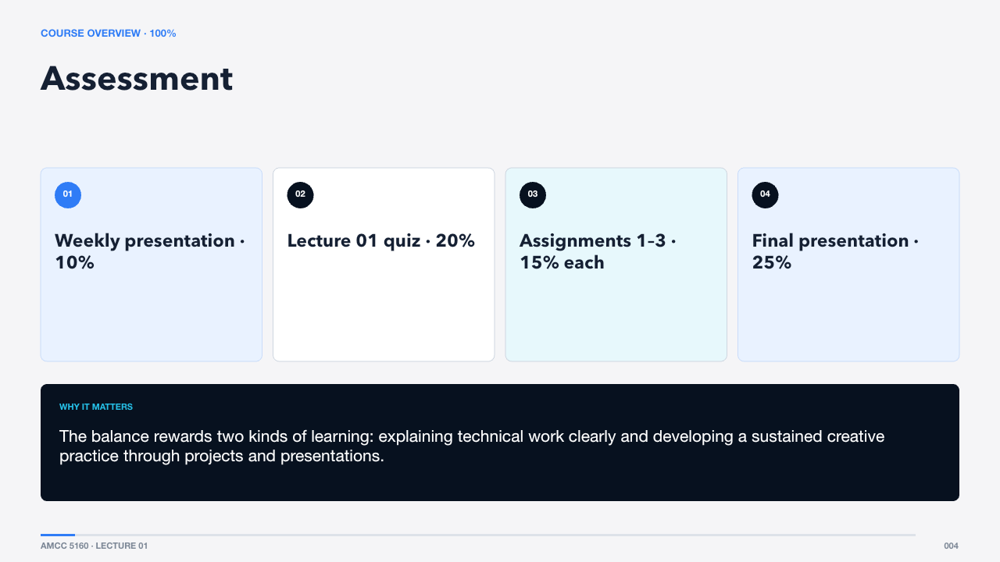 COURSE OVERVIEW · 100%
Assessment
01
Weekly presentation ·
10%
02
Lecture 01 quiz · 20%
03
Assignments 1–3 ·
15% each
04
Final presentation ·
25%
WHY IT MATTERS
The balance rewards two kinds of learning: explaining technical work clearly and developing a sustained creative
practice through projects and presentations.
AMCC 5160 · LECTURE 01
004